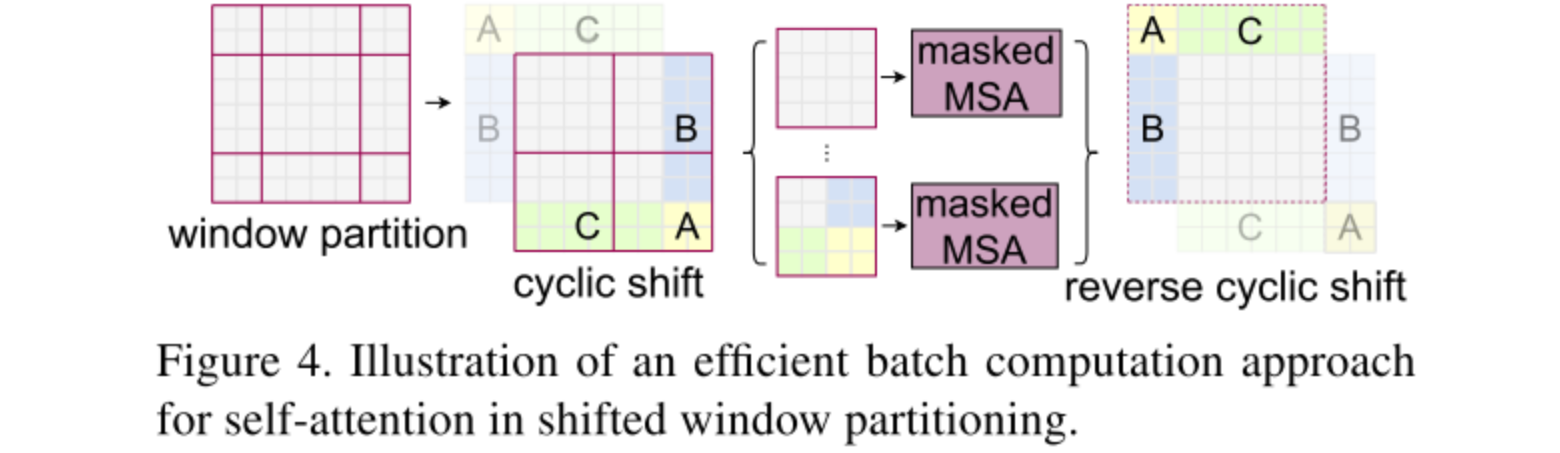 A C
B B
C A
window partition
cyclic shift
masked
MSA
⋮
masked
MSA
A C
B B
C A
reverse cyclic shift
Figure 4. Illustration of an efficient batch computation approach
for self-attention in shifted window partitioning.